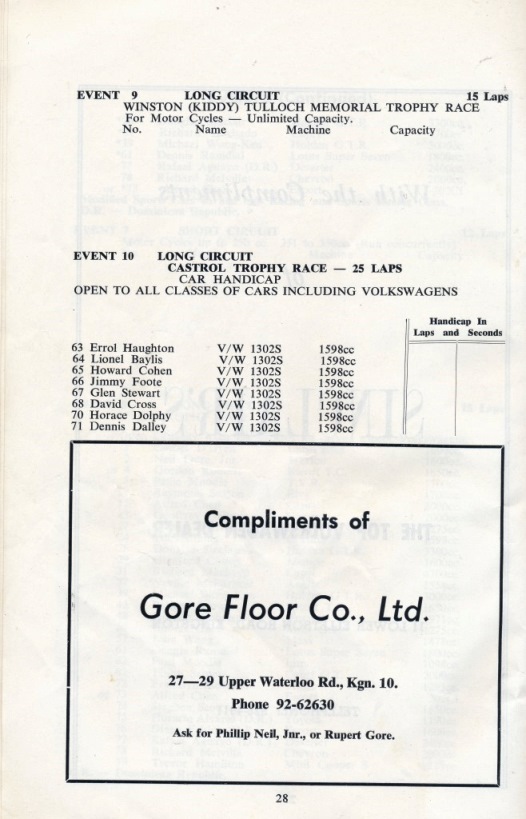 EVENT 9 LONG CIRCUIT 15 Laps
WINSTON (KIDDY) TULLOCH MEMORIAL TROPHY RACE
For Motor Cycles — Unlimited Capacity.
No. Name Machine Capacity
EVENT 10 LONG CIRCUIT
CASTROL TROPHY RACE — 25 LAPS
CAR HANDICAP
OPEN TO ALL CLASSES OF CARS INCLUDING VOLKSWAGENS
Handicap In
Laps and Seconds
63 Errol Haughton V/W 1302S 1598cc
64 Lionel Baylis V/W 1302S 1598cc
65 Howard Cohen V/W 1302S 1598cc
66 Jimmy Foote V/W 1302S 1598cc
67 Glen Stewart V/W 1302S 1598cc
68 David Cross V/W 1302S 1598cc
70 Horace Dolphy V/W 1302S 1598cc
71 Dennis Dalley V/W 1302S 1598cc
Compliments of
Gore Floor Co., Ltd.
27—29 Upper Waterloo Rd., Kgn. 10.
Phone 92-62630
Ask for Phillip Neil, Jnr., or Rupert Gore.
28